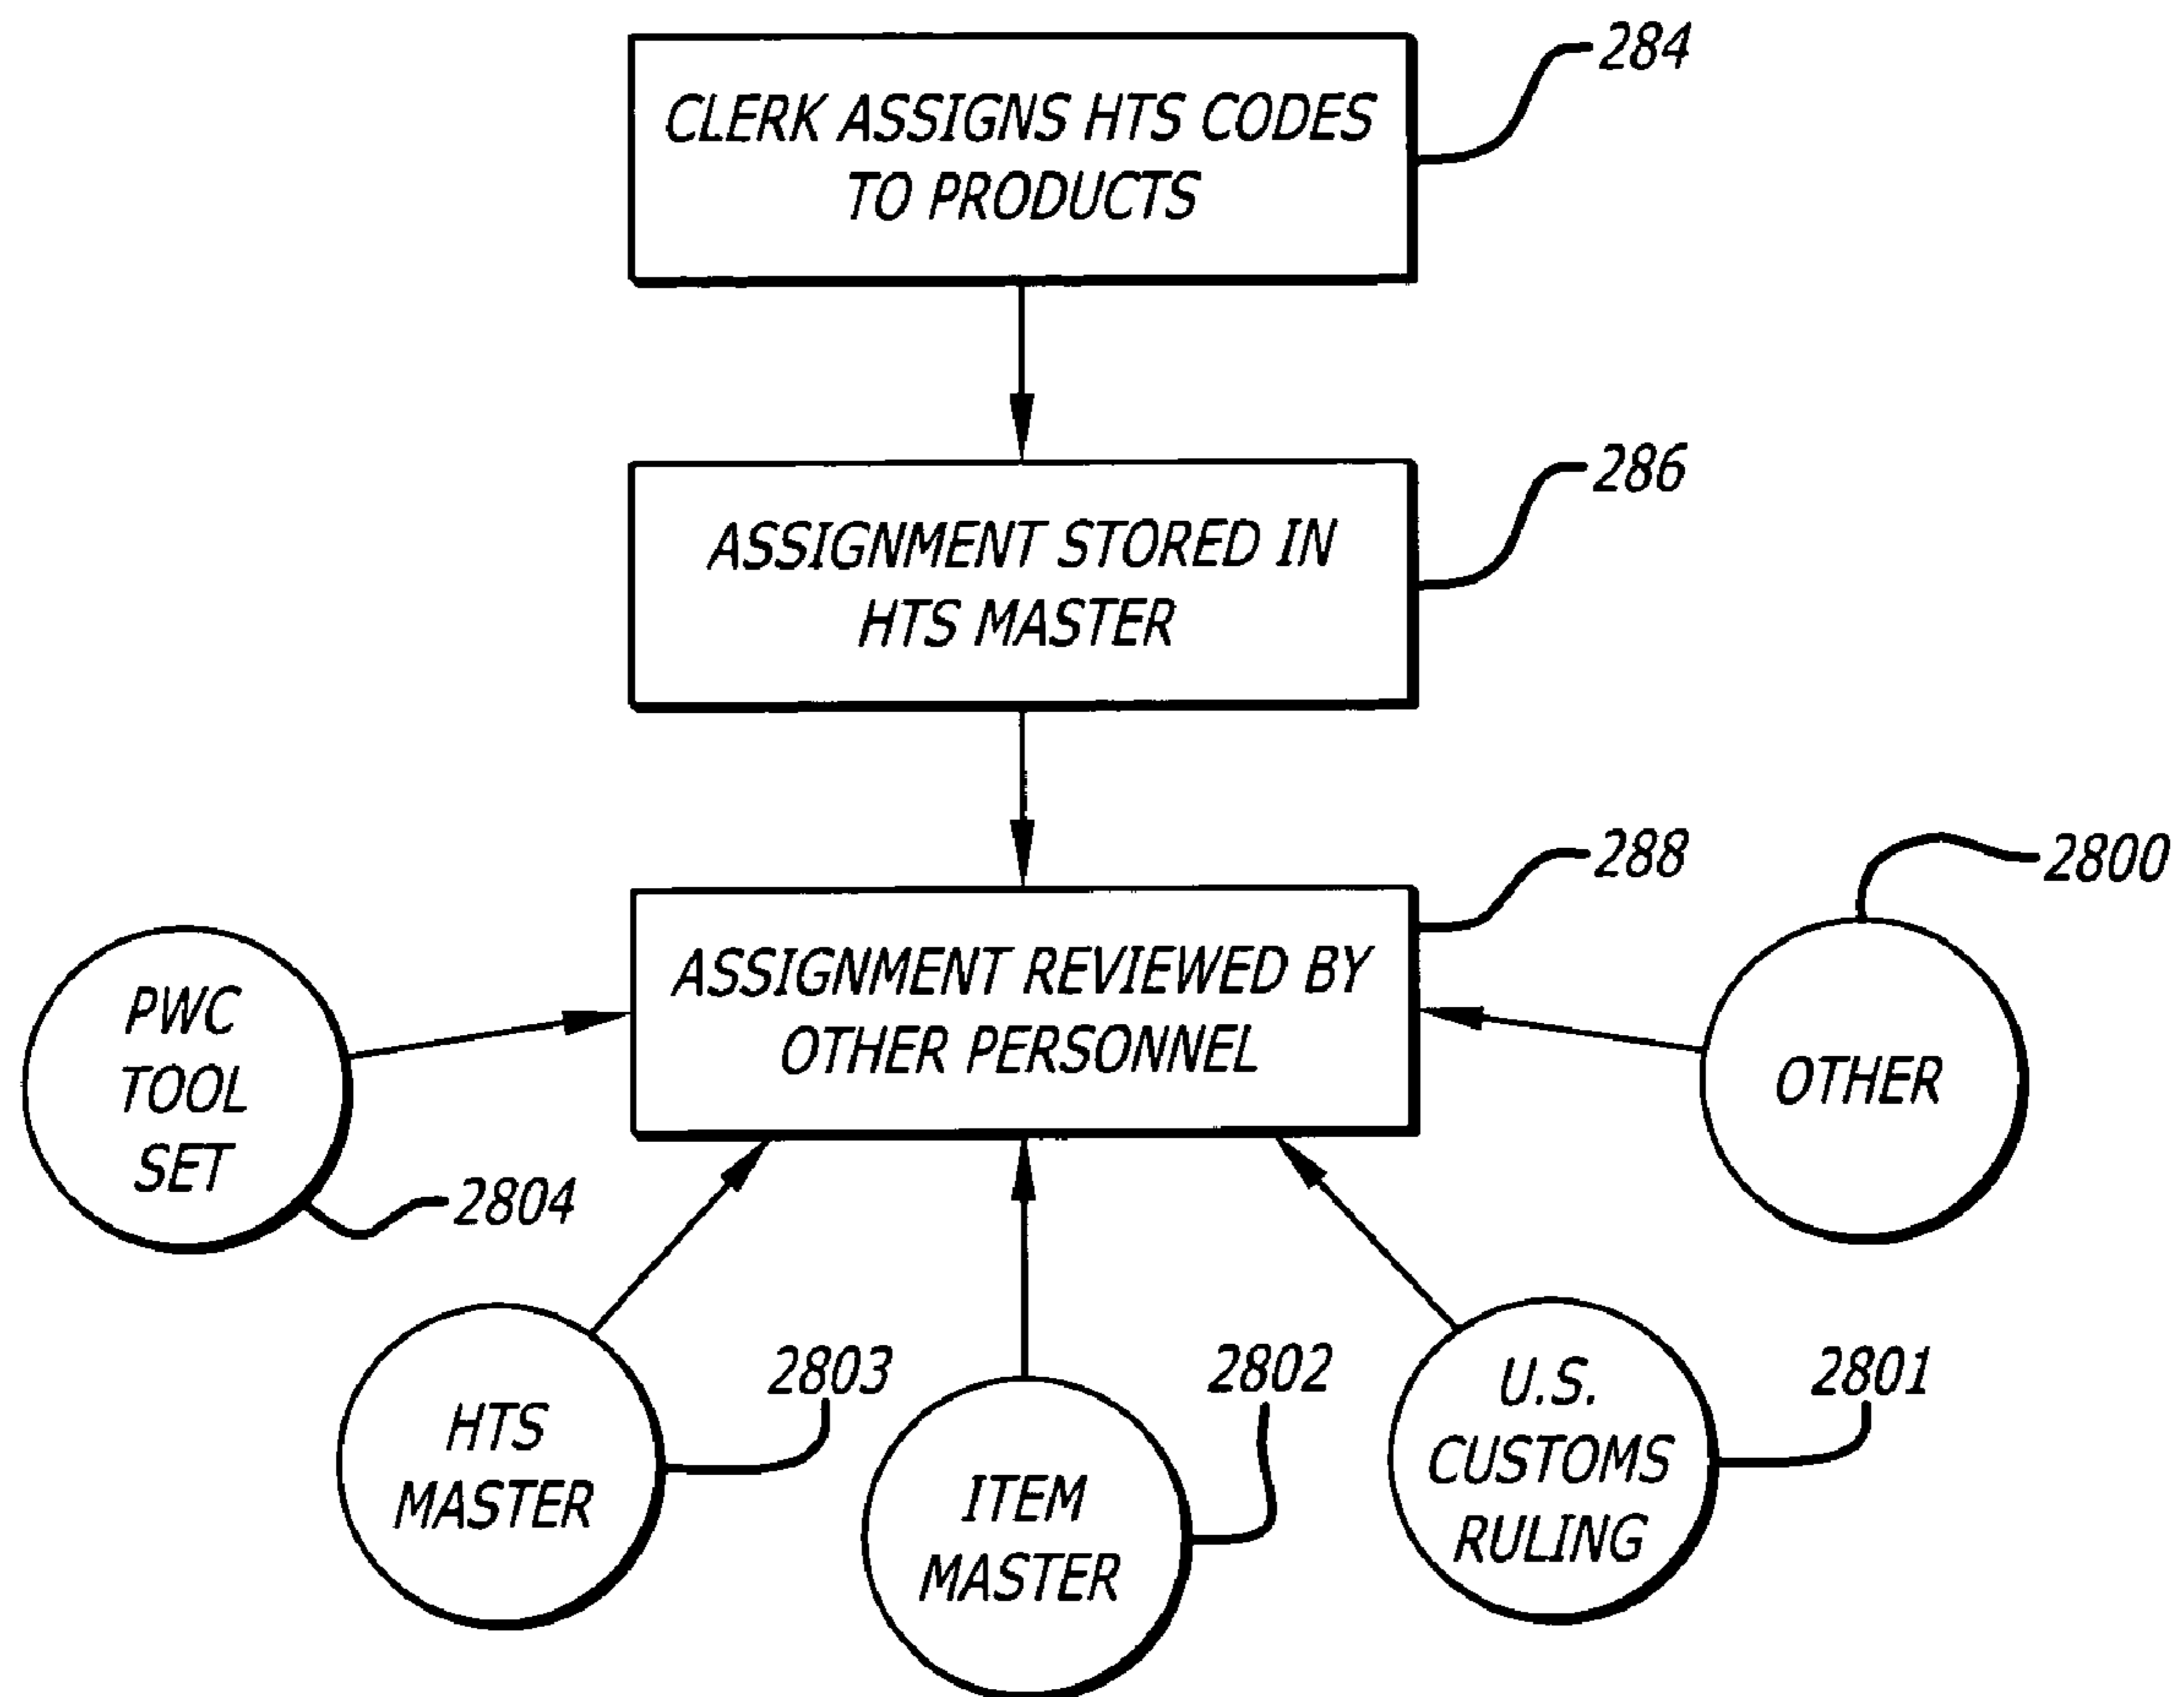 284
CLERK ASSIGNS HTS CODES
TO PRODUCTS
286
ASSIGNMENT STORED IN
HTS MASTER
288
2800
ASSIGNMENT REVIEWED BY
OTHER PERSONNEL
PWC
TOOL
SET
2804
OTHER
HTS
MASTER
2803
ITEM
MASTER
2802
U.S.
CUSTOMS
RULING
2801